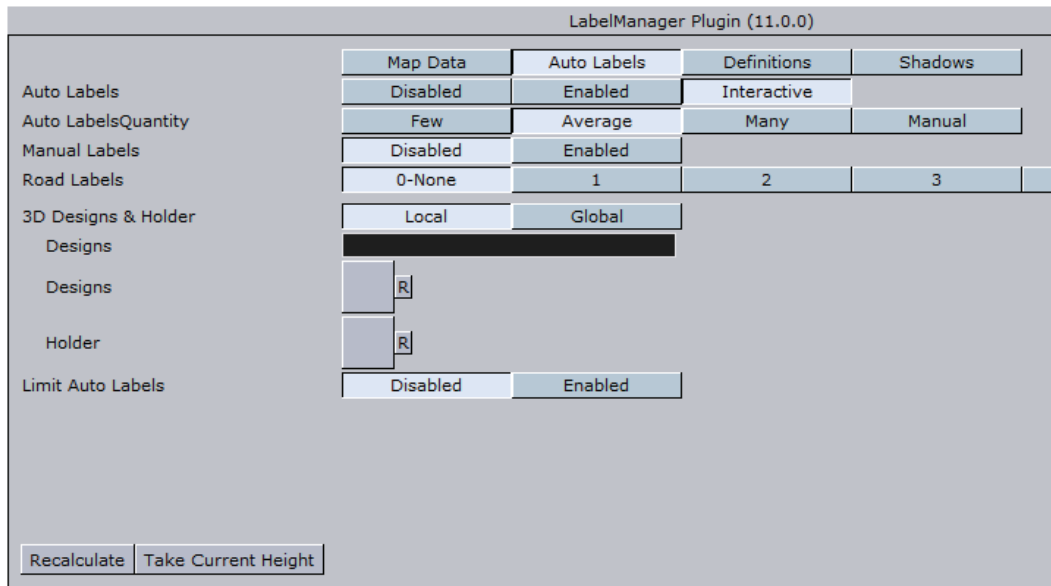 LabelManager Plugin (11.0.0)
Map Data Auto Labels Definitions Shadows
Auto Labels Disabled Enabled Interactive
Auto LabelsQuantity Few Average Many Manual
Manual Labels Disabled Enabled
Road Labels 0-None 1 2 3
3D Designs & Holder Local Global
Designs
Designs R
Holder R
Limit Auto Labels Disabled Enabled
Recalculate Take Current Height